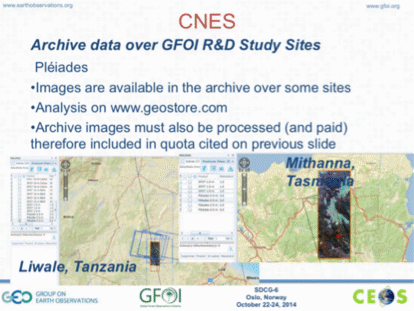 www.earthobservations.org
www.gfoi.org
CNES
Archive data over GFOI R&D Study Sites
Pléiades
•Images are available in the archive over some sites
•Analysis on www.geostore.com
•Archive images must also be processed (and paid)
therefore included in quota cited on previous slide
Mithanna,
Tasmania
Liwale, Tanzania
GEO GROUP ON
EARTH OBSERVATIONS
GFOI
SDCG-6
Oslo, Norway
October 22-24, 2014
CEOS